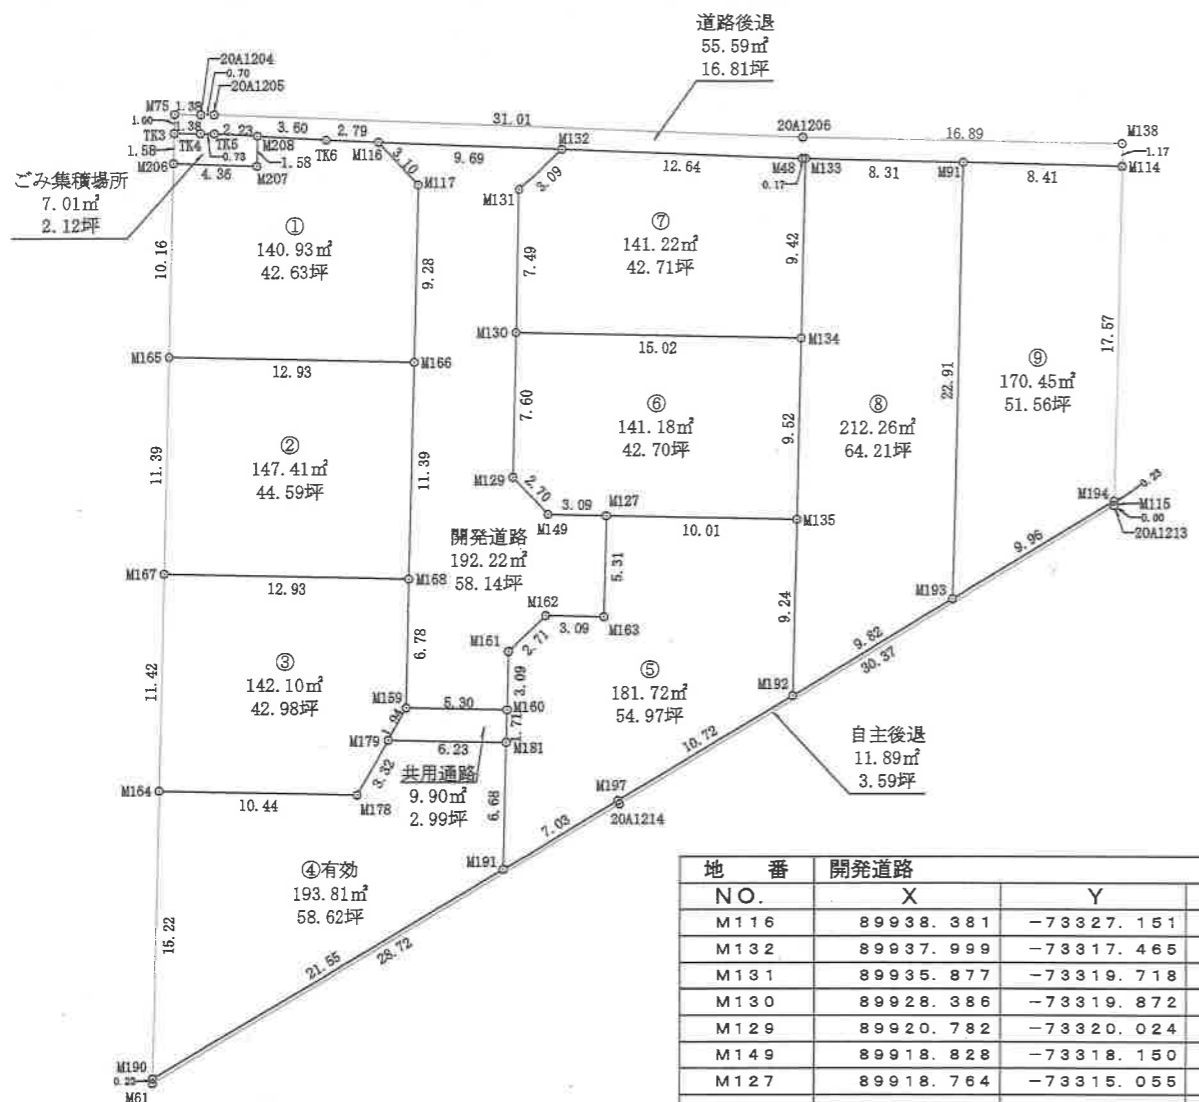 道路後退
55.59㎡
16.81坪
20A1204
0.70
20A1205
M75
1.38
31.01
M132
20A1206
16.89
M138
1.60
TK3
1.38
TK4
TK5
2.23
0.73
M208
3.60
TK6
2.79
M116
9.69
12.64
M48
M133
0.17
8.31
M91
8.41
1.17
M114
1.58
M206
4.36
1.58
M207
3.10
M117
3.09
M131
ごみ集積場所
7.01㎡
2.12坪
10.16
①
140.93㎡
42.63坪
9.28
7.49
⑦
141.22㎡
42.71坪
9.42
17.57
M130
15.02
M134
M165
12.93
M166
22.91
⑨
170.45㎡
51.56坪
7.60
⑥
141.18㎡
42.70坪
9.52
⑧
212.26㎡
64.21坪
11.39
②
147.41㎡
44.59坪
11.39
M129
2.70
3.09
M127
M149
10.01
M135
M194
0.23
M115
0.00
20A1213
開発道路
192.22㎡
58.14坪
5.31
9.96
M167
12.93
M168
M162
3.09
M163
M193
9.24
M161
2.71
6.78
9.82
30.37
11.42
③
142.10㎡
42.98坪
3.09
⑤
181.72㎡
54.97坪
M192
M159
5.30
M160
1.94
1.71
M179
6.23
M181
10.72
自主後退
11.89㎡
3.59坪
3.32
共用通路
9.90㎡
2.99坪
M164
10.44
M178
6.68
M197
20A1214
7.03
M191
④有効
193.81㎡
58.62坪
15.22
21.55
28.72
M190
0.23
M61
地 番 開発道路
NO. X Y
M116 89938.381 -73327.151
M132 89937.999 -73317.465
M131 89935.877 -73319.718
M130 89928.386 -73319.872
M129 89920.782 -73320.024
M149 89918.828 -73318.150
M127 89918.764 -73315.055